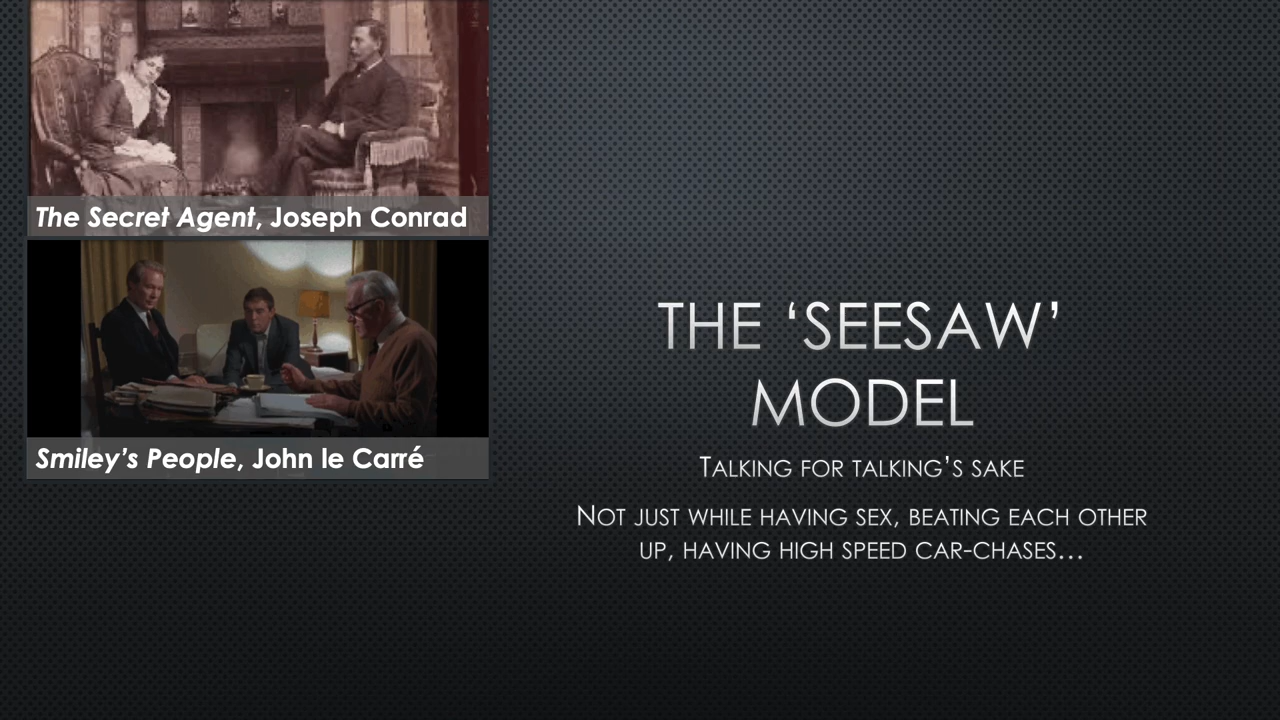 The Secret Agent, Joseph Conrad
Smiley’s People, John le Carré
THE ‘SEESAW’
MODEL
TALKING FOR TALKING’S SAKE
NOT JUST WHILE HAVING SEX, BEATING EACH OTHER
UP, HAVING HIGH SPEED CAR-CHASES…